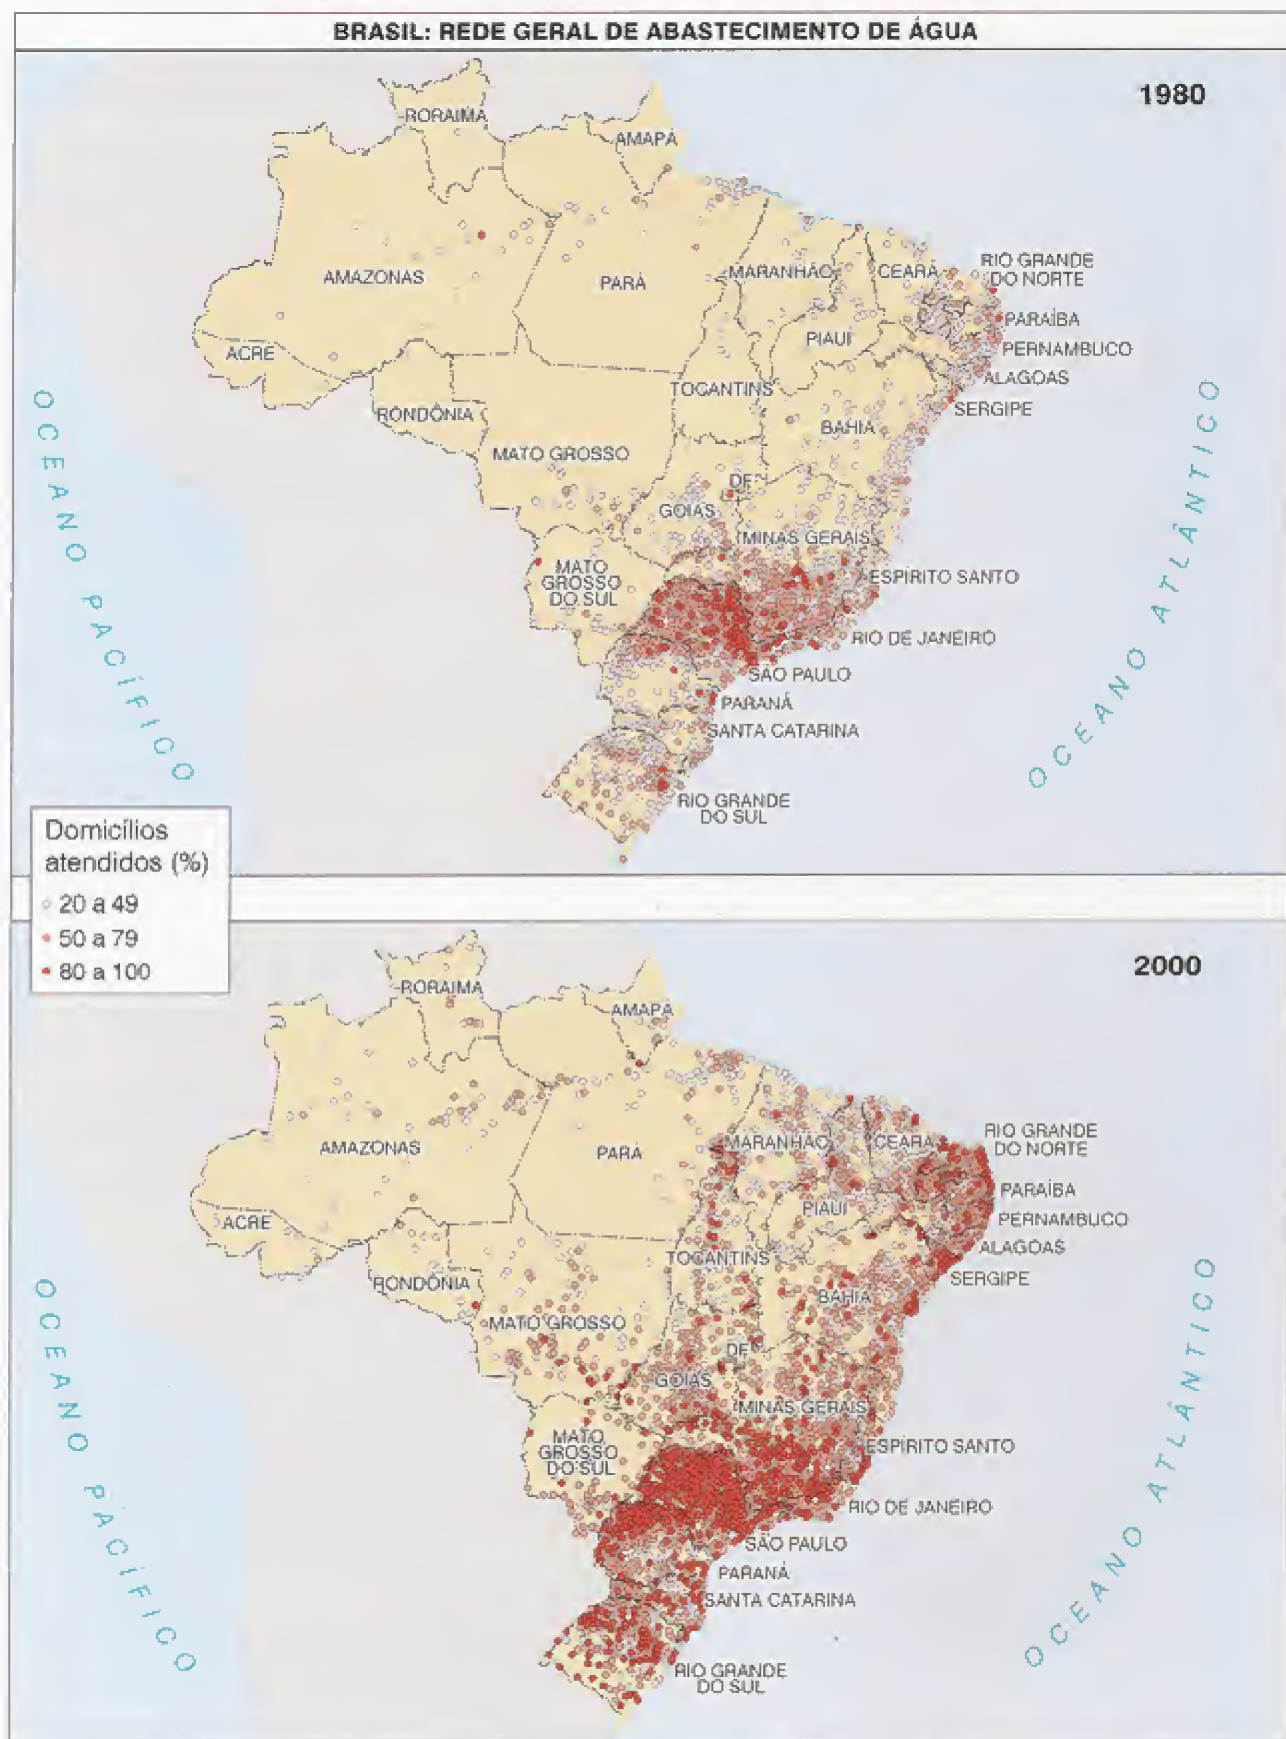 BRASIL: REDE GERAL DE ABASTECIMENTO DE ÁGUA
1980
RORAIMA
AMAPÁ
AMAZONAS
PARÁ
MARANHÃO
CEARÁ
RIO GRANDE
DO NORTE
PARAÍBA
PERNAMBUCO
ALAGOAS
SERGIPE
PIAUÍ
ACRE
RONDÔNIA
TOCANTINS
BAHIA
MATO GROSSO
DF
GOIÁS
MINAS GERAIS
MATO
GROSSO
DO SUL
ESPÍRITO SANTO
RIO DE JANEIRO
SÃO PAULO
PARANÁ
SANTA CATARINA
RIO GRANDE
DO SUL
OCEANO PACÍFICO
OCEANO ATLÂNTICO
Domicílios
atendidos (%)
20 a 49
50 a 79
80 a 100
2000
RORAIMA
AMAPÁ
AMAZONAS
PARÁ
MARANHÃO
CEARÁ
RIO GRANDE
DO NORTE
PARAÍBA
PERNAMBUCO
ALAGOAS
SERGIPE
PIAUÍ
ACRE
RONDÔNIA
TOCANTINS
BAHIA
MATO GROSSO
DF
GOIÁS
MINAS GERAIS
MATO
GROSSO
DO SUL
ESPÍRITO SANTO
RIO DE JANEIRO
SÃO PAULO
PARANÁ
SANTA CATARINA
RIO GRANDE
DO SUL
OCEANO PACÍFICO
OCEANO ATLÂNTICO